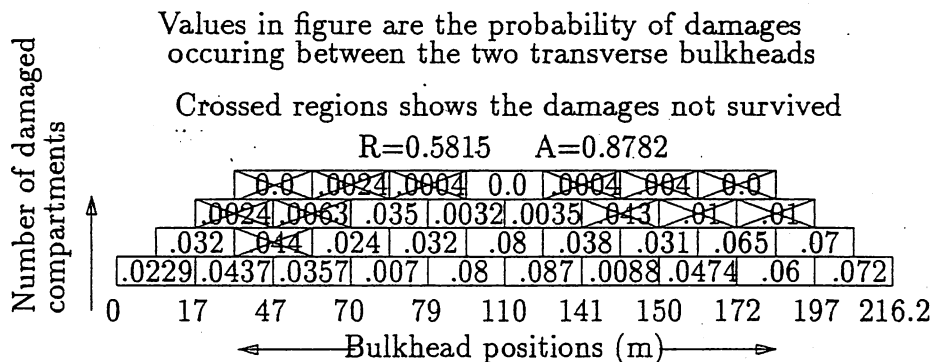 Values in figure are the probability of damages
occuring between the two transverse bulkheads
Crossed regions shows the damages not survived
R=0.5815 A=0.8782
Number of damaged
compartments
0.0 .0024 .0004 0.0 .0004 .004 0.0
.0024 .0063 .035 .0032 .0035 .043 .01 .01
.032 .044 .024 .032 .08 .038 .031 .065 .07
.0229 .0437 .0357 .007 .08 .087 .0088 .0474 .06 .072
0 17 47 70 79 110 141 150 172 197 216.2
Bulkhead positions (m)